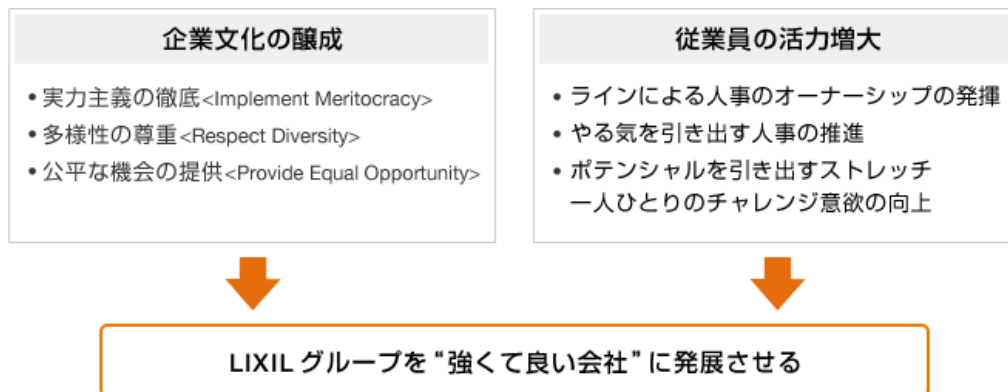 企業文化の醸成
• 実力主義の徹底<Implement Meritocracy>
• 多様性の尊重<Respect Diversity>
• 公平な機会の提供<Provide Equal Opportunity>
従業員の活力増大
• ラインによる人事のオーナーシップの発揮
• やる気を引き出す人事の推進
• ポテンシャルを引き出すストレッチ
一人ひとりのチャレンジ意欲の向上
LIXIL グループを “強くて良い会社” に発展させる